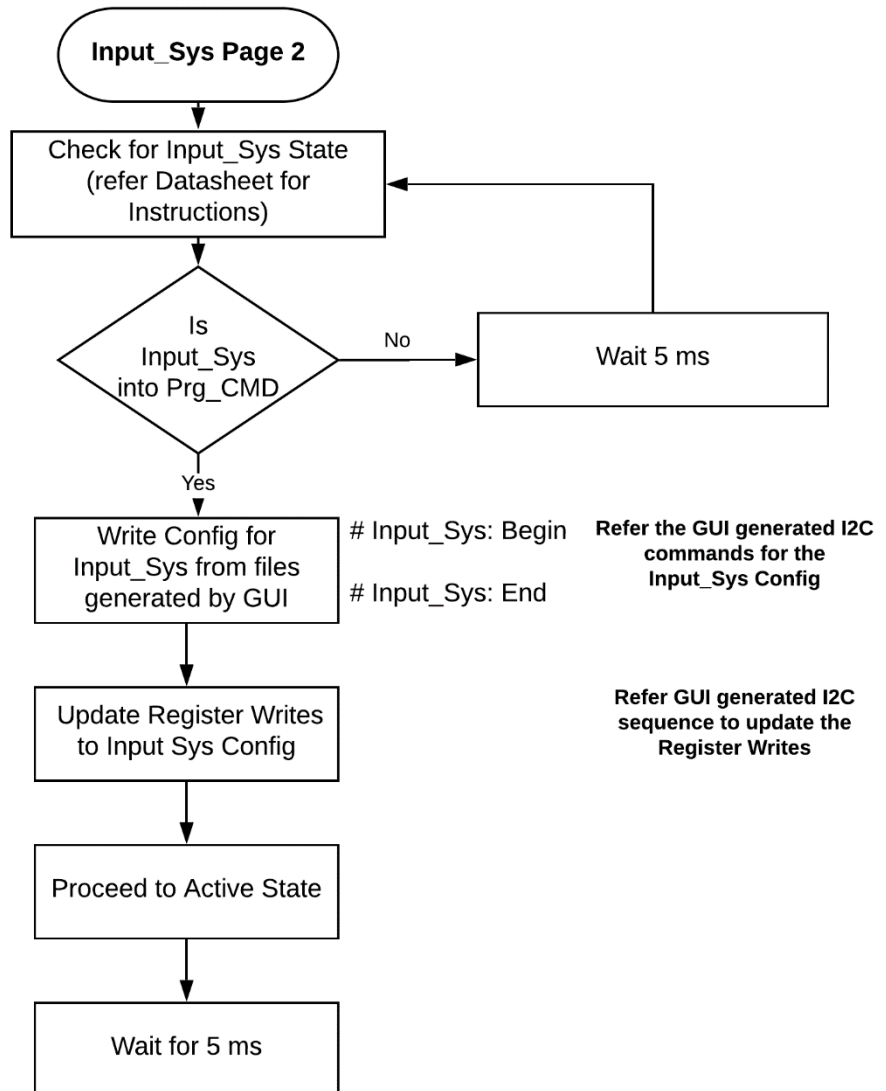 Input_Sys Page 2
Check for Input_Sys State
(refer Datasheet for
Instructions)
Is
Input_Sys
into Prg_CMD
No
Wait 5 ms
Yes
Write Config for
Input_Sys from files
generated by GUI
# Input_Sys: Begin
# Input_Sys: End
Refer the GUI generated I2C
commands for the
Input_Sys Config
Update Register Writes
to Input Sys Config
Refer GUI generated I2C
sequence to update the
Register Writes
Proceed to Active State
Wait for 5 ms